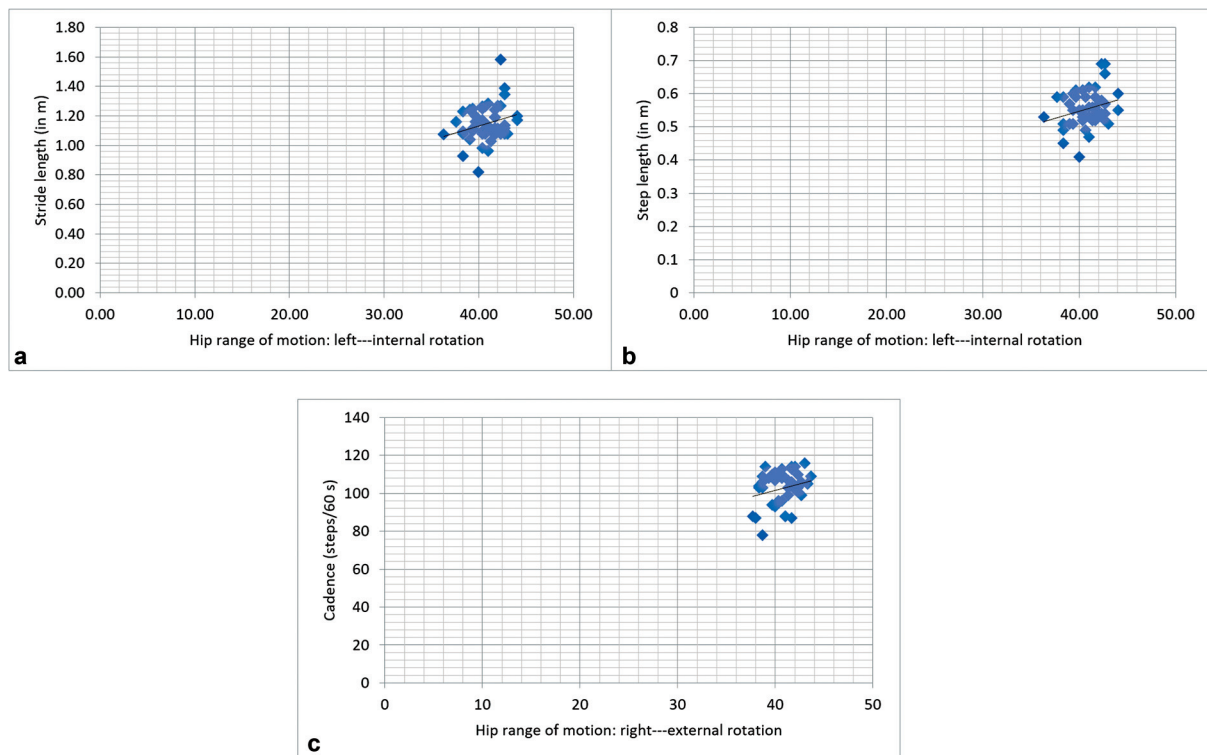 1.80
1.60
1.40
1.20
1.00
0.80
0.60
0.40
0.20
0.00
Stride length (in m)
0.00 10.00 20.00 30.00 40.00 50.00
Hip range of motion: left---internal rotation
a
0.8
0.7
0.6
0.5
0.4
0.3
0.2
0.1
0
Step length (in m)
0.00 10.00 20.00 30.00 40.00 50.00
Hip range of motion: left---internal rotation
b
140
120
100
80
60
40
20
0
Cadence (steps/60 s)
0 10 20 30 40 50
Hip range of motion: right---external rotation
c